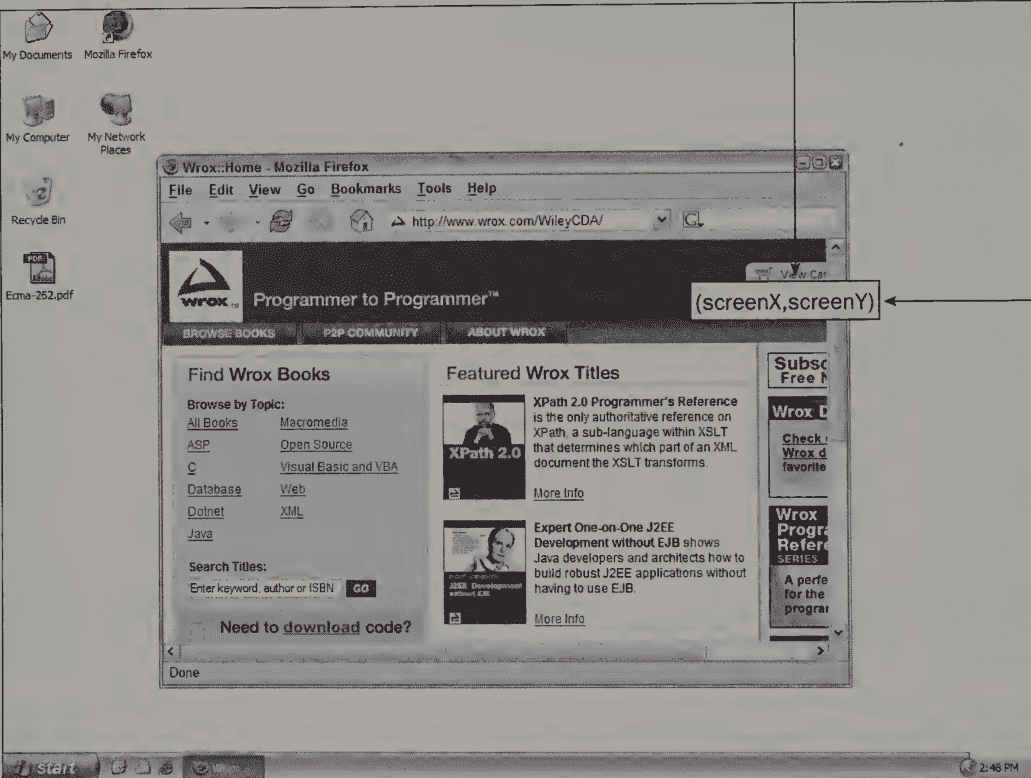 My Documents
Mozilla Firefox
My Computer
My Network
Places
Recycle Bin
Ecma-262.pdf
Wrox::Home - Mozilla Firefox
File Edit View Go Bookmarks Tools Help
http://www.wrox.com/WileyCDA/
G
wrox™
Programmer to Programmer™
View Car
(screenX,screenY)
BROWSE BOOKS P2P COMMUNITY ABOUT WROX
Find Wrox Books
Browse by Topic:
All Books Macromedia
ASP Open Source
C Visual Basic and VBA
Database Web
Dotnet XML
Java
Search Titles:
Enter keyword, author or ISBN GO
Need to download code?
Featured Wrox Titles
XPath 2.0
XPath 2.0 Programmer's Reference
is the only authoritative reference on
XPath, a sub-language within XSLT
that determines which part of an XML
document the XSLT transforms.
More Info
J2EE Development
without EJB
Expert One-on-One J2EE
Development without EJB shows
Java developers and architects how to
build robust J2EE applications without
having to use EJB.
More Info
Subsc
Free N
Wrox D
Check
Wrox d
favorite
Wrox
Progra
Refere
SERIES
A perfe
for the
prograr
Done
start
2:48 PM